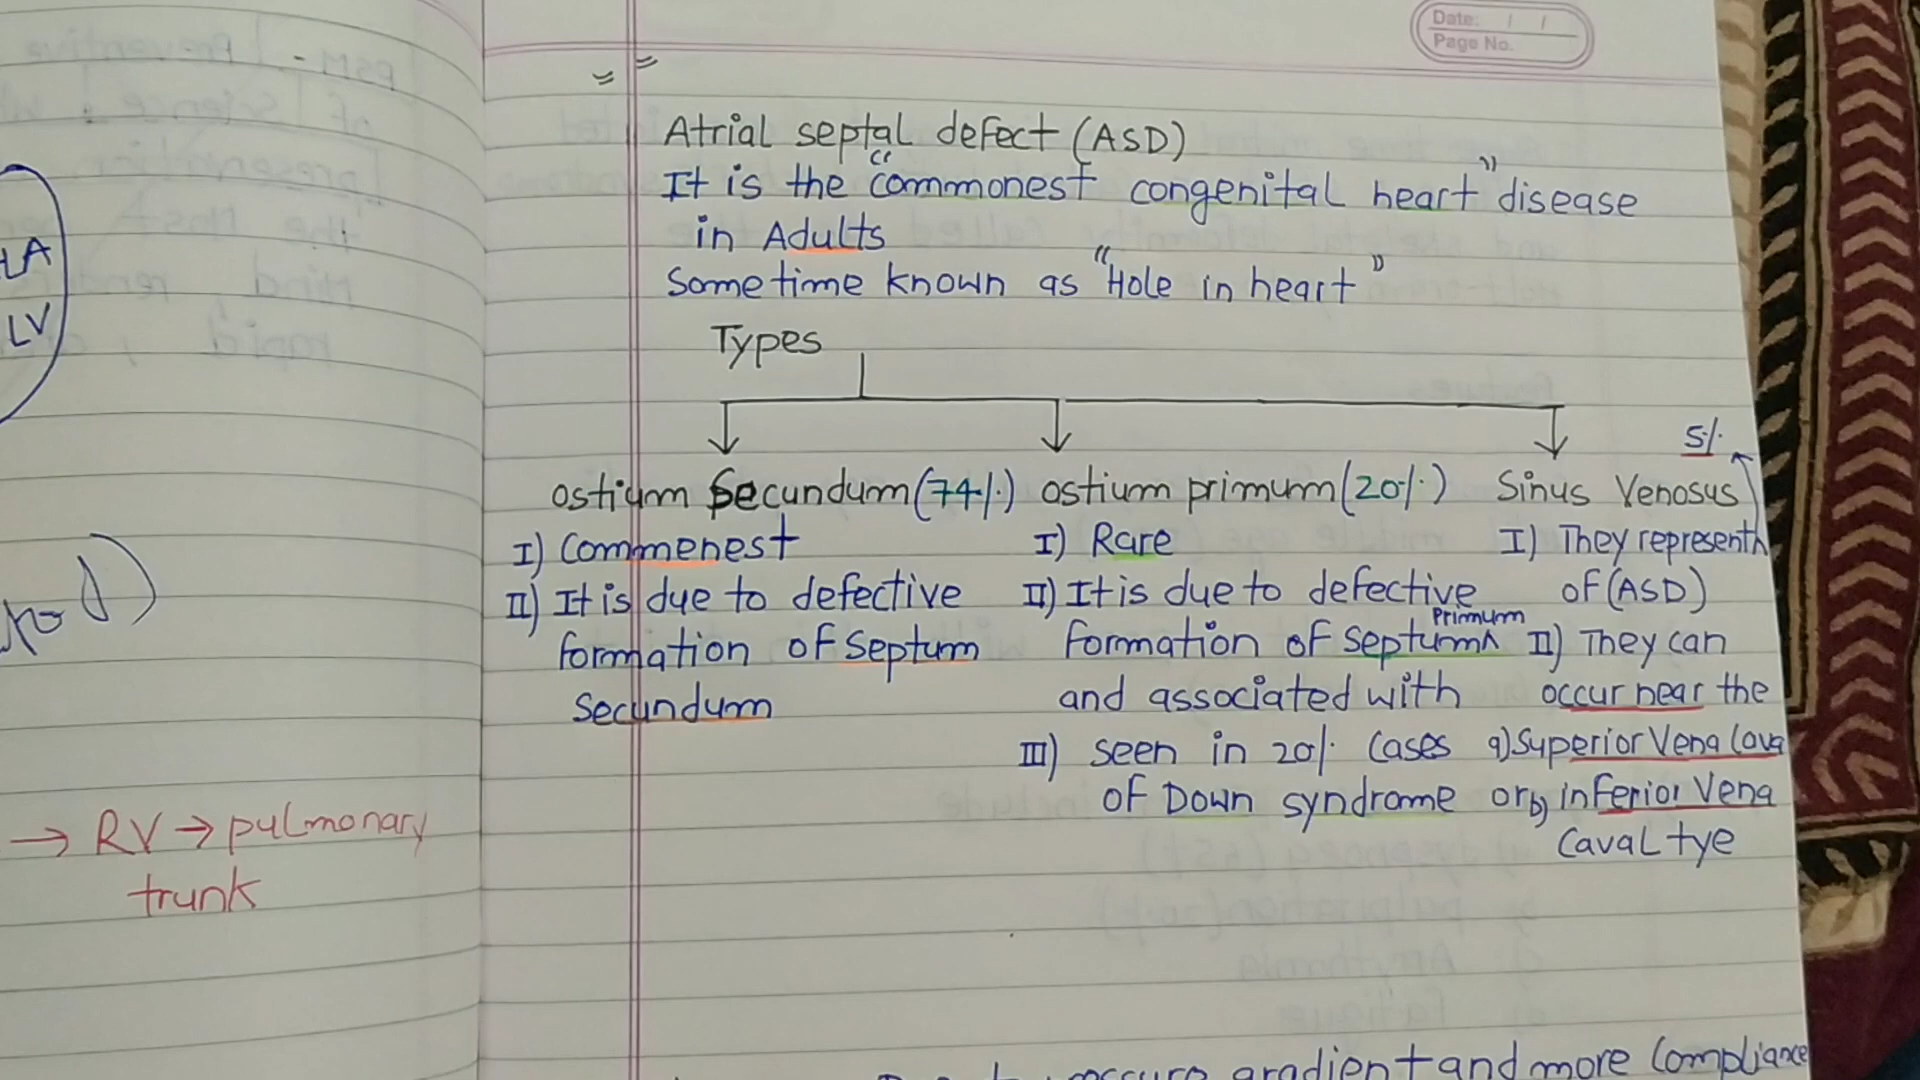 Date: / /
Page No.
Atrial septal defect (ASD)
It is the "commonest congenital heart" disease
in Adults
Sometime known as "Hole in heart"
Types
5%
ostium Secundum (74%) ostium primum (20%) Sinus Venosus
I) Commenest
II) It is due to defective
formation of Septum
Secundum
I) Rare
II) It is due to defective
formation of septum primum
and associated with
III) seen in 20% Cases
of Down syndrome
I) They represent
of (ASD)
II) They can
occur near the
a) Superior Vena Cava
or b) inferior Vena
Caval tye
gradient and more compliance
LA
LV
→ RV → pulmonary
trunk